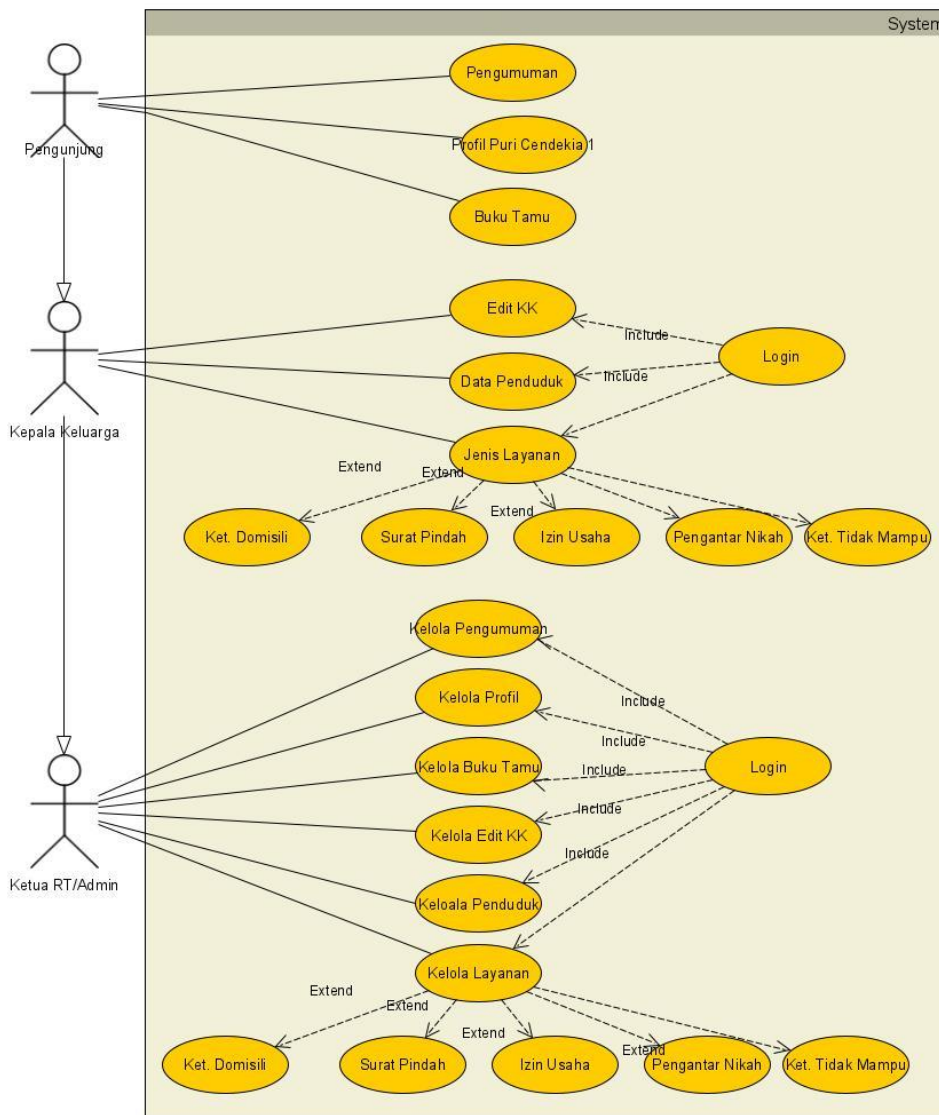 System
Pengumuman
Pengunjung
Profil Puri Cendekia 1
Buku Tamu
Edit KK
Include
Login
Data Penduduk
Include
Kepala Keluarga
Jenis Layanan
Extend
Extend
Extend
Ket. Domisili
Surat Pindah
Izin Usaha
Pengantar Nikah
Ket. Tidak Mampu
Kelola Pengumuman
Kelola Profil
Include
Include
Kelola Buku Tamu
Include
Login
Kelola Edit KK
Include
Ketua RT/Admin
Keloala Penduduk
Kelola Layanan
Extend
Extend
Extend
Extend
Ket. Domisili
Surat Pindah
Izin Usaha
Pengantar Nikah
Ket. Tidak Mampu